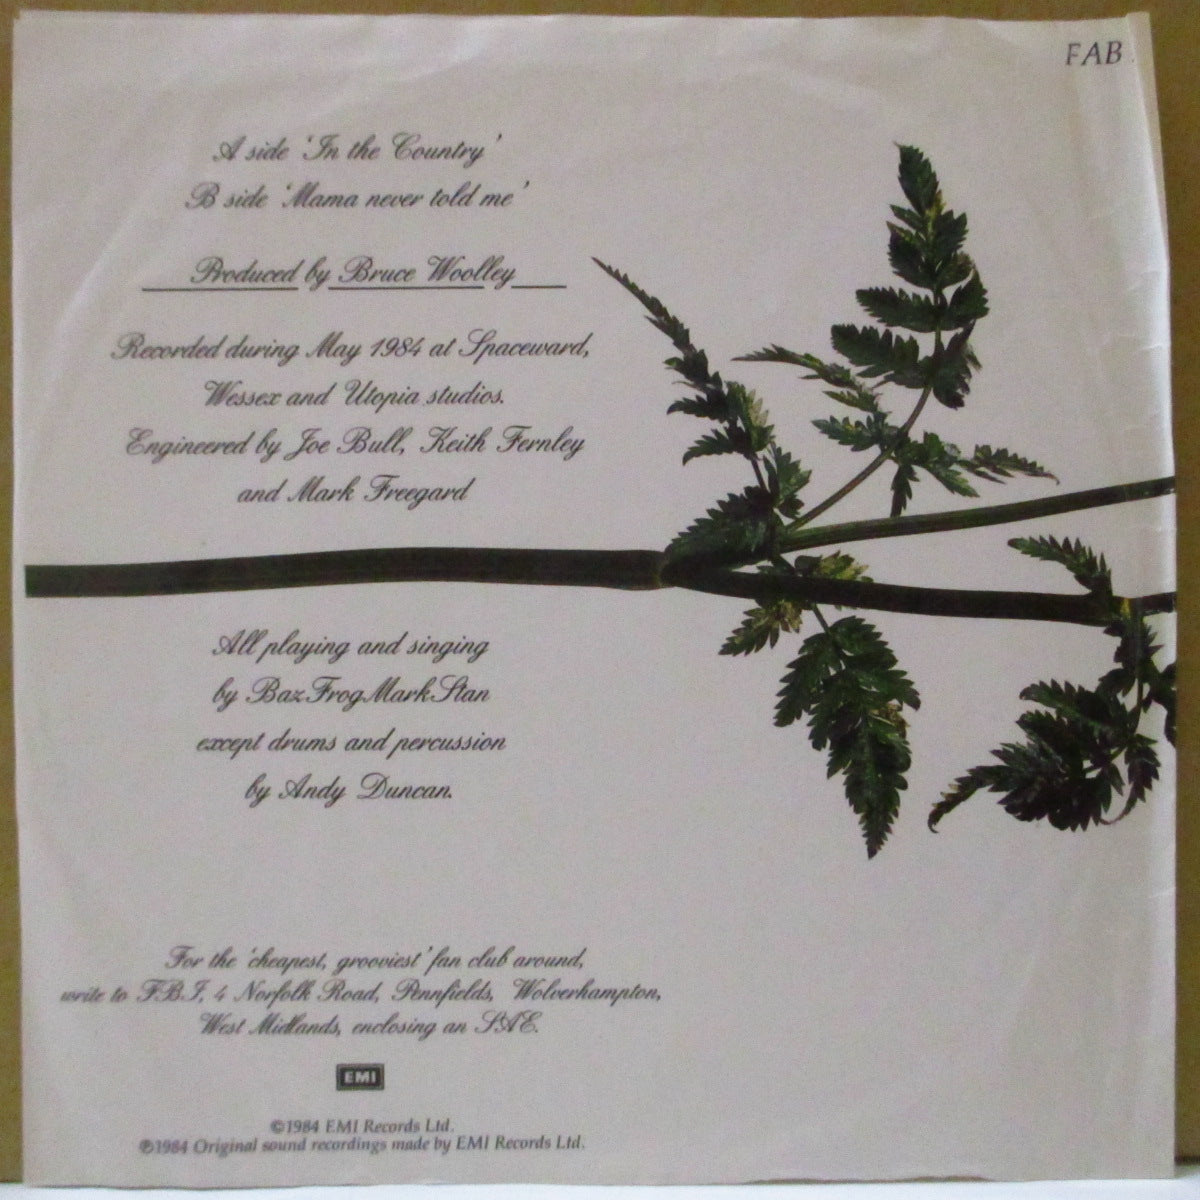 FAB
A side 'In the Country'
B side 'Mama never told me'
Produced by Bruce Woolley
Recorded during May 1984 at Spaceward,
Wessex and Utopia studios.
Engineered by Joe Bull, Keith Fernley
and Mark Freegard
All playing and singing
by BazFrogMarkStan
except drums and percussion
by Andy Duncan.
For the 'cheapest, grooviest' fan club around,
write to F.B.I, 4 Norfolk Road, Pennfields, Wolverhampton,
West Midlands, enclosing an SAE.
EMI
©1984 EMI Records Ltd.
℗1984 Original sound recordings made by EMI Records Ltd.